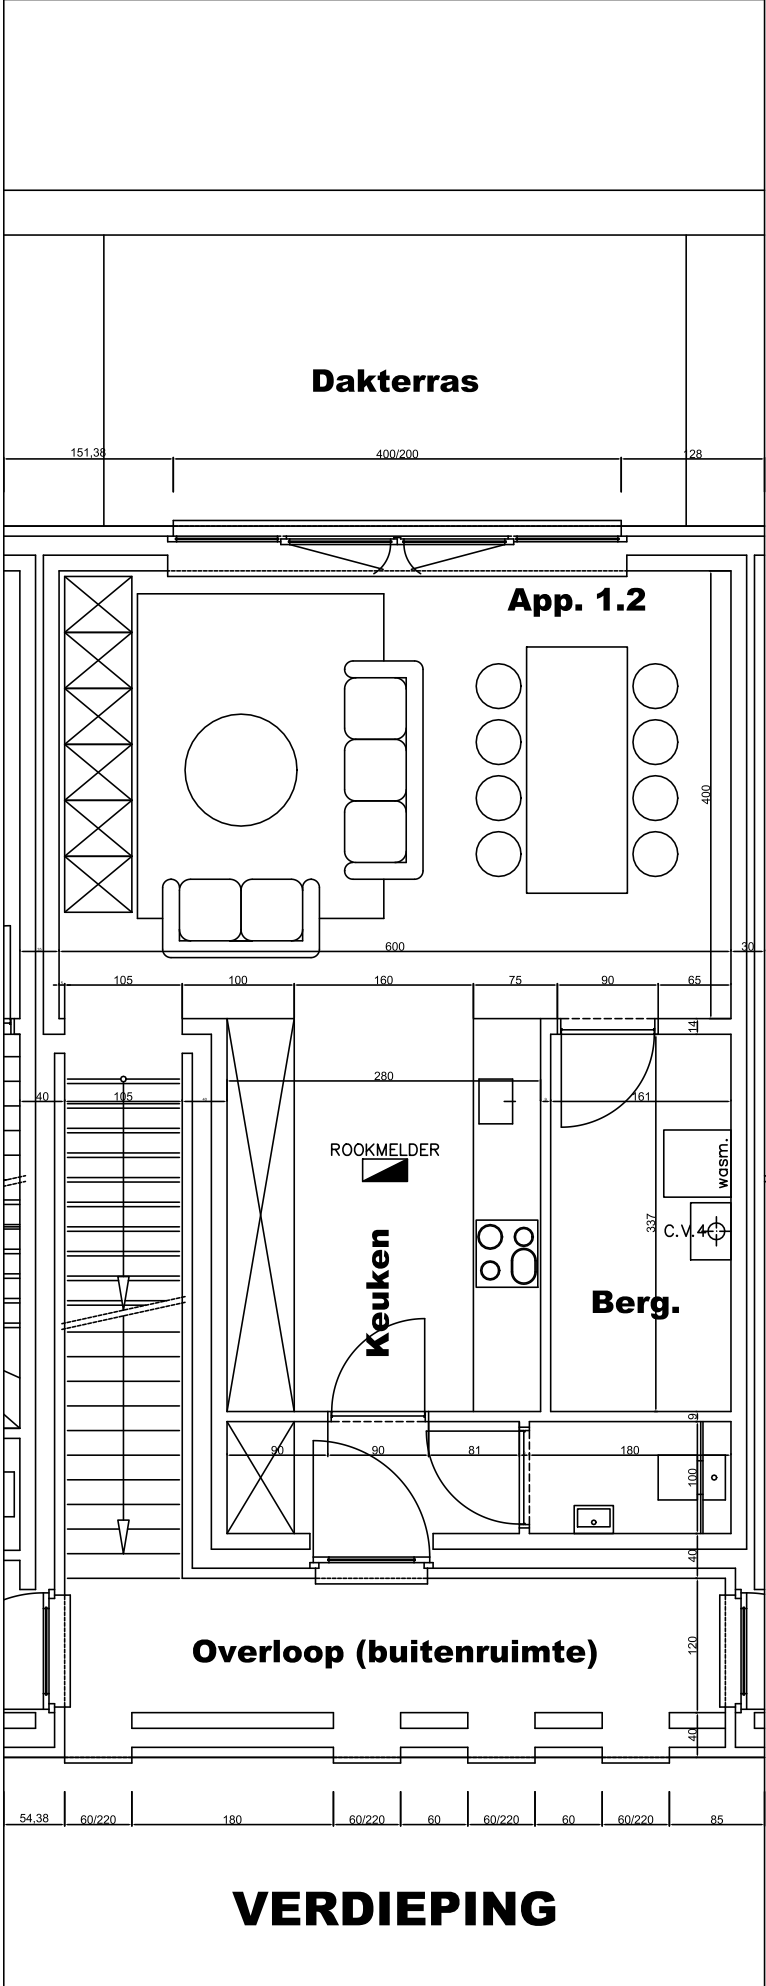 Dakterras
151,38 400/200 128
App. 1.2
400
600 30
105 100 160 75 90 65
14
280
40 105 161
ROOKMELDER
wasm.
337
C.V.4
Keuken
Berg.
9
90 90 81 180
100
40
Overloop (buitenruimte)
120
40
54,38 60/220 180 60/220 60 60/220 60 60/220 85
VERDIEPING